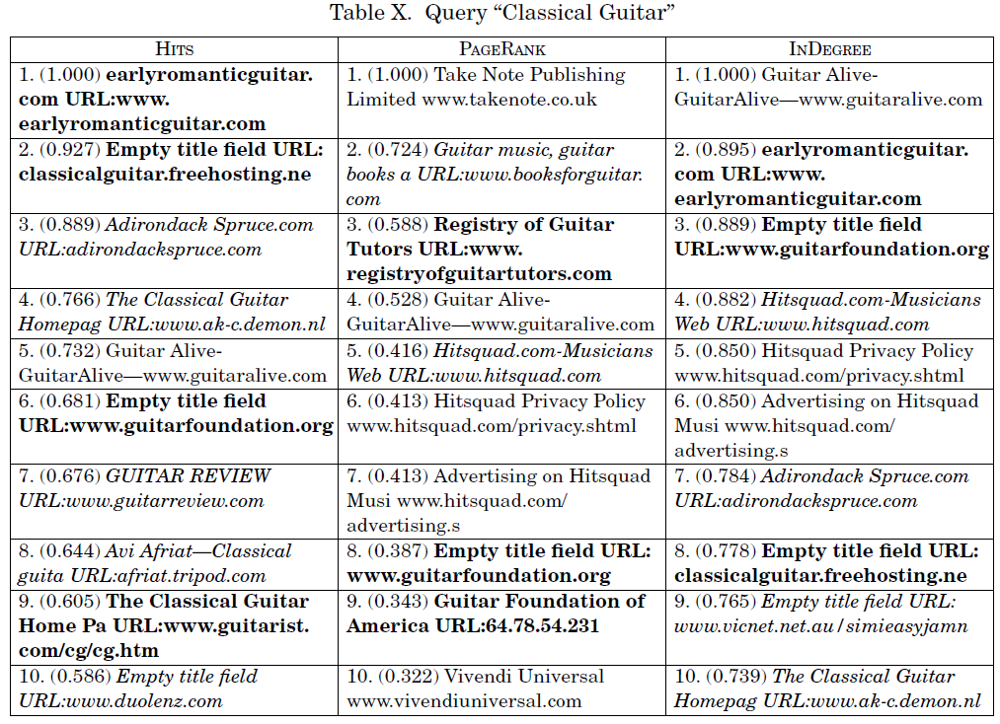 Table X. Query “Classical Guitar”
HITS
PAGERANK
INDEGREE
1. (1.000) earlyromanticguitar.
com URL:www.
earlyromanticguitar.com
1. (1.000) Take Note Publishing
Limited www.takenote.co.uk
1. (1.000) Guitar Alive-
GuitarAlive—www.guitaralive.com
2. (0.927) Empty title field URL:
classicalguitar.freehosting.ne
2. (0.724) Guitar music, guitar
books a URL:www.booksforguitar.
com
2. (0.895) earlyromanticguitar.
com URL:www.
earlyromanticguitar.com
3. (0.889) Adirondack Spruce.com
URL:adirondackspruce.com
3. (0.588) Registry of Guitar
Tutors URL:www.
registryofguitartutors.com
3. (0.889) Empty title field
URL:www.guitarfoundation.org
4. (0.766) The Classical Guitar
Homepag URL:www.ak-c.demon.nl
4. (0.528) Guitar Alive-
GuitarAlive—www.guitaralive.com
4. (0.882) Hitsquad.com-Musicians
Web URL:www.hitsquad.com
5. (0.732) Guitar Alive-
GuitarAlive—www.guitaralive.com
5. (0.416) Hitsquad.com-Musicians
Web URL:www.hitsquad.com
5. (0.850) Hitsquad Privacy Policy
www.hitsquad.com/privacy.shtml
6. (0.681) Empty title field
URL:www.guitarfoundation.org
6. (0.413) Hitsquad Privacy Policy
www.hitsquad.com/privacy.shtml
6. (0.850) Advertising on Hitsquad
Musi www.hitsquad.com/
advertising.s
7. (0.676) GUITAR REVIEW
URL:www.guitarreview.com
7. (0.413) Advertising on Hitsquad
Musi www.hitsquad.com/
advertising.s
7. (0.784) Adirondack Spruce.com
URL:adirondackspruce.com
8. (0.644) Avi Afriat—Classical
guita URL:afriat.tripod.com
8. (0.387) Empty title field URL:
www.guitarfoundation.org
8. (0.778) Empty title field URL:
classicalguitar.freehosting.ne
9. (0.605) The Classical Guitar
Home Pa URL:www.guitarist.
com/cg/cg.htm
9. (0.343) Guitar Foundation of
America URL:64.78.54.231
9. (0.765) Empty title field URL:
www.vicnet.net.au/simieasyjamn
10. (0.586) Empty title field
URL:www.duolenz.com
10. (0.322) Vivendi Universal
www.vivendiuniversal.com
10. (0.739) The Classical Guitar
Homepag URL:www.ak-c.demon.nl